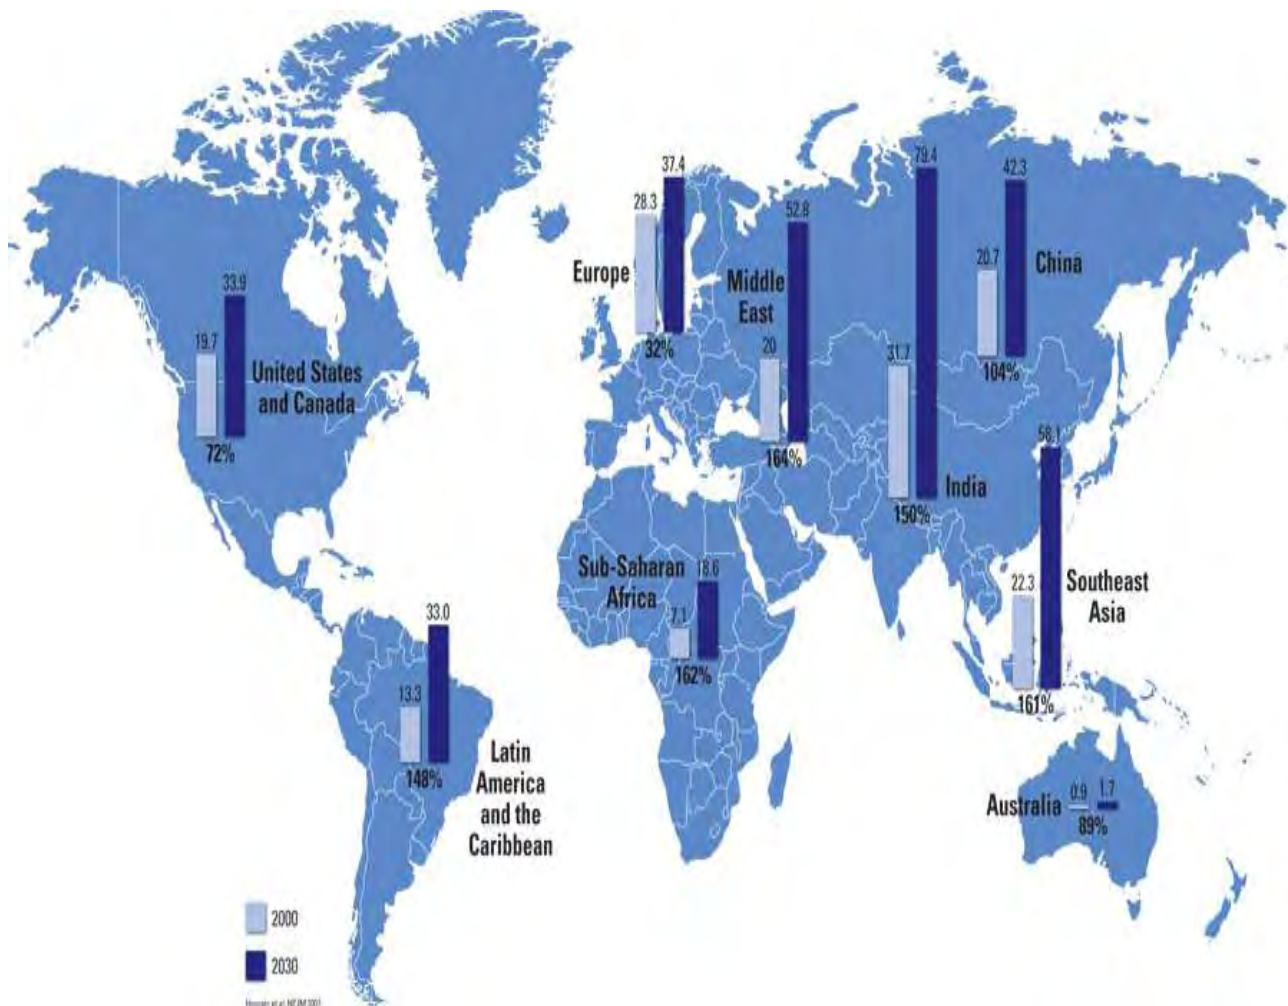 37.4
28.3
Europe
32%
52.8
Middle
East
20
164%
79.4
31.7
India
150%
42.3
20.7
China
104%
33.9
19.7
United States
and Canada
72%
58.1
22.3
Southeast
Asia
161%
Sub-Saharan
Africa
18.6
7.1
162%
33.0
13.3
148%
Latin
America
and the
Caribbean
Australia
0.9
1.7
89%
2000
2030